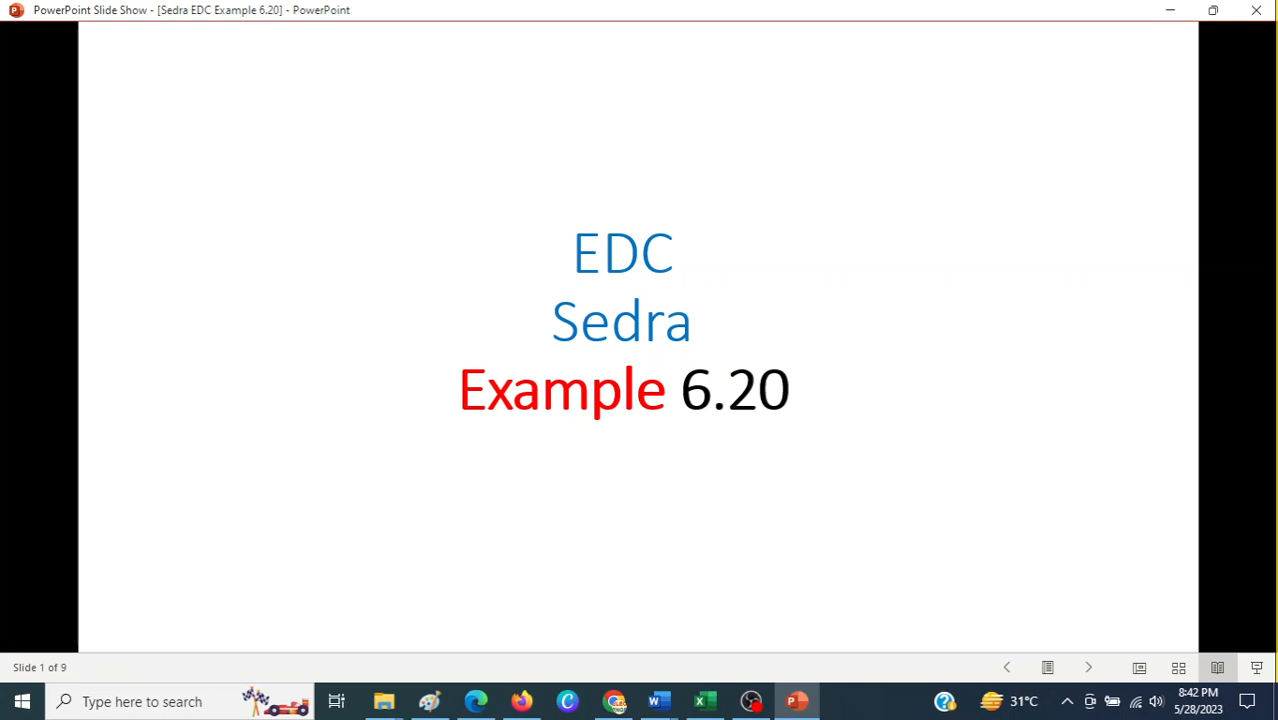 PowerPoint Slide Show - [Sedra EDC Example 6.20] - PowerPoint
EDC
Sedra
Example 6.20
Slide 1 of 9
Type here to search
31°C
8:42 PM
5/28/2023